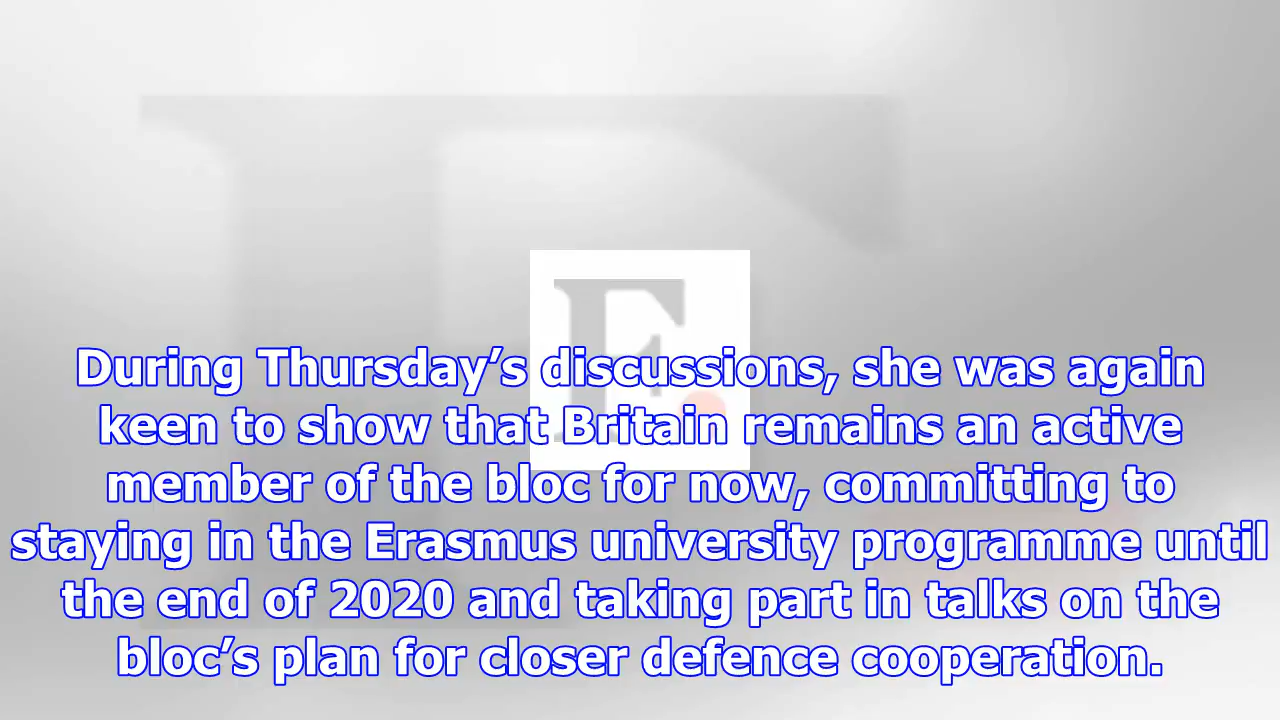 During Thursday’s discussions, she was again
keen to show that Britain remains an active
member of the bloc for now, committing to
staying in the Erasmus university programme until
the end of 2020 and taking part in talks on the
bloc’s plan for closer defence cooperation.